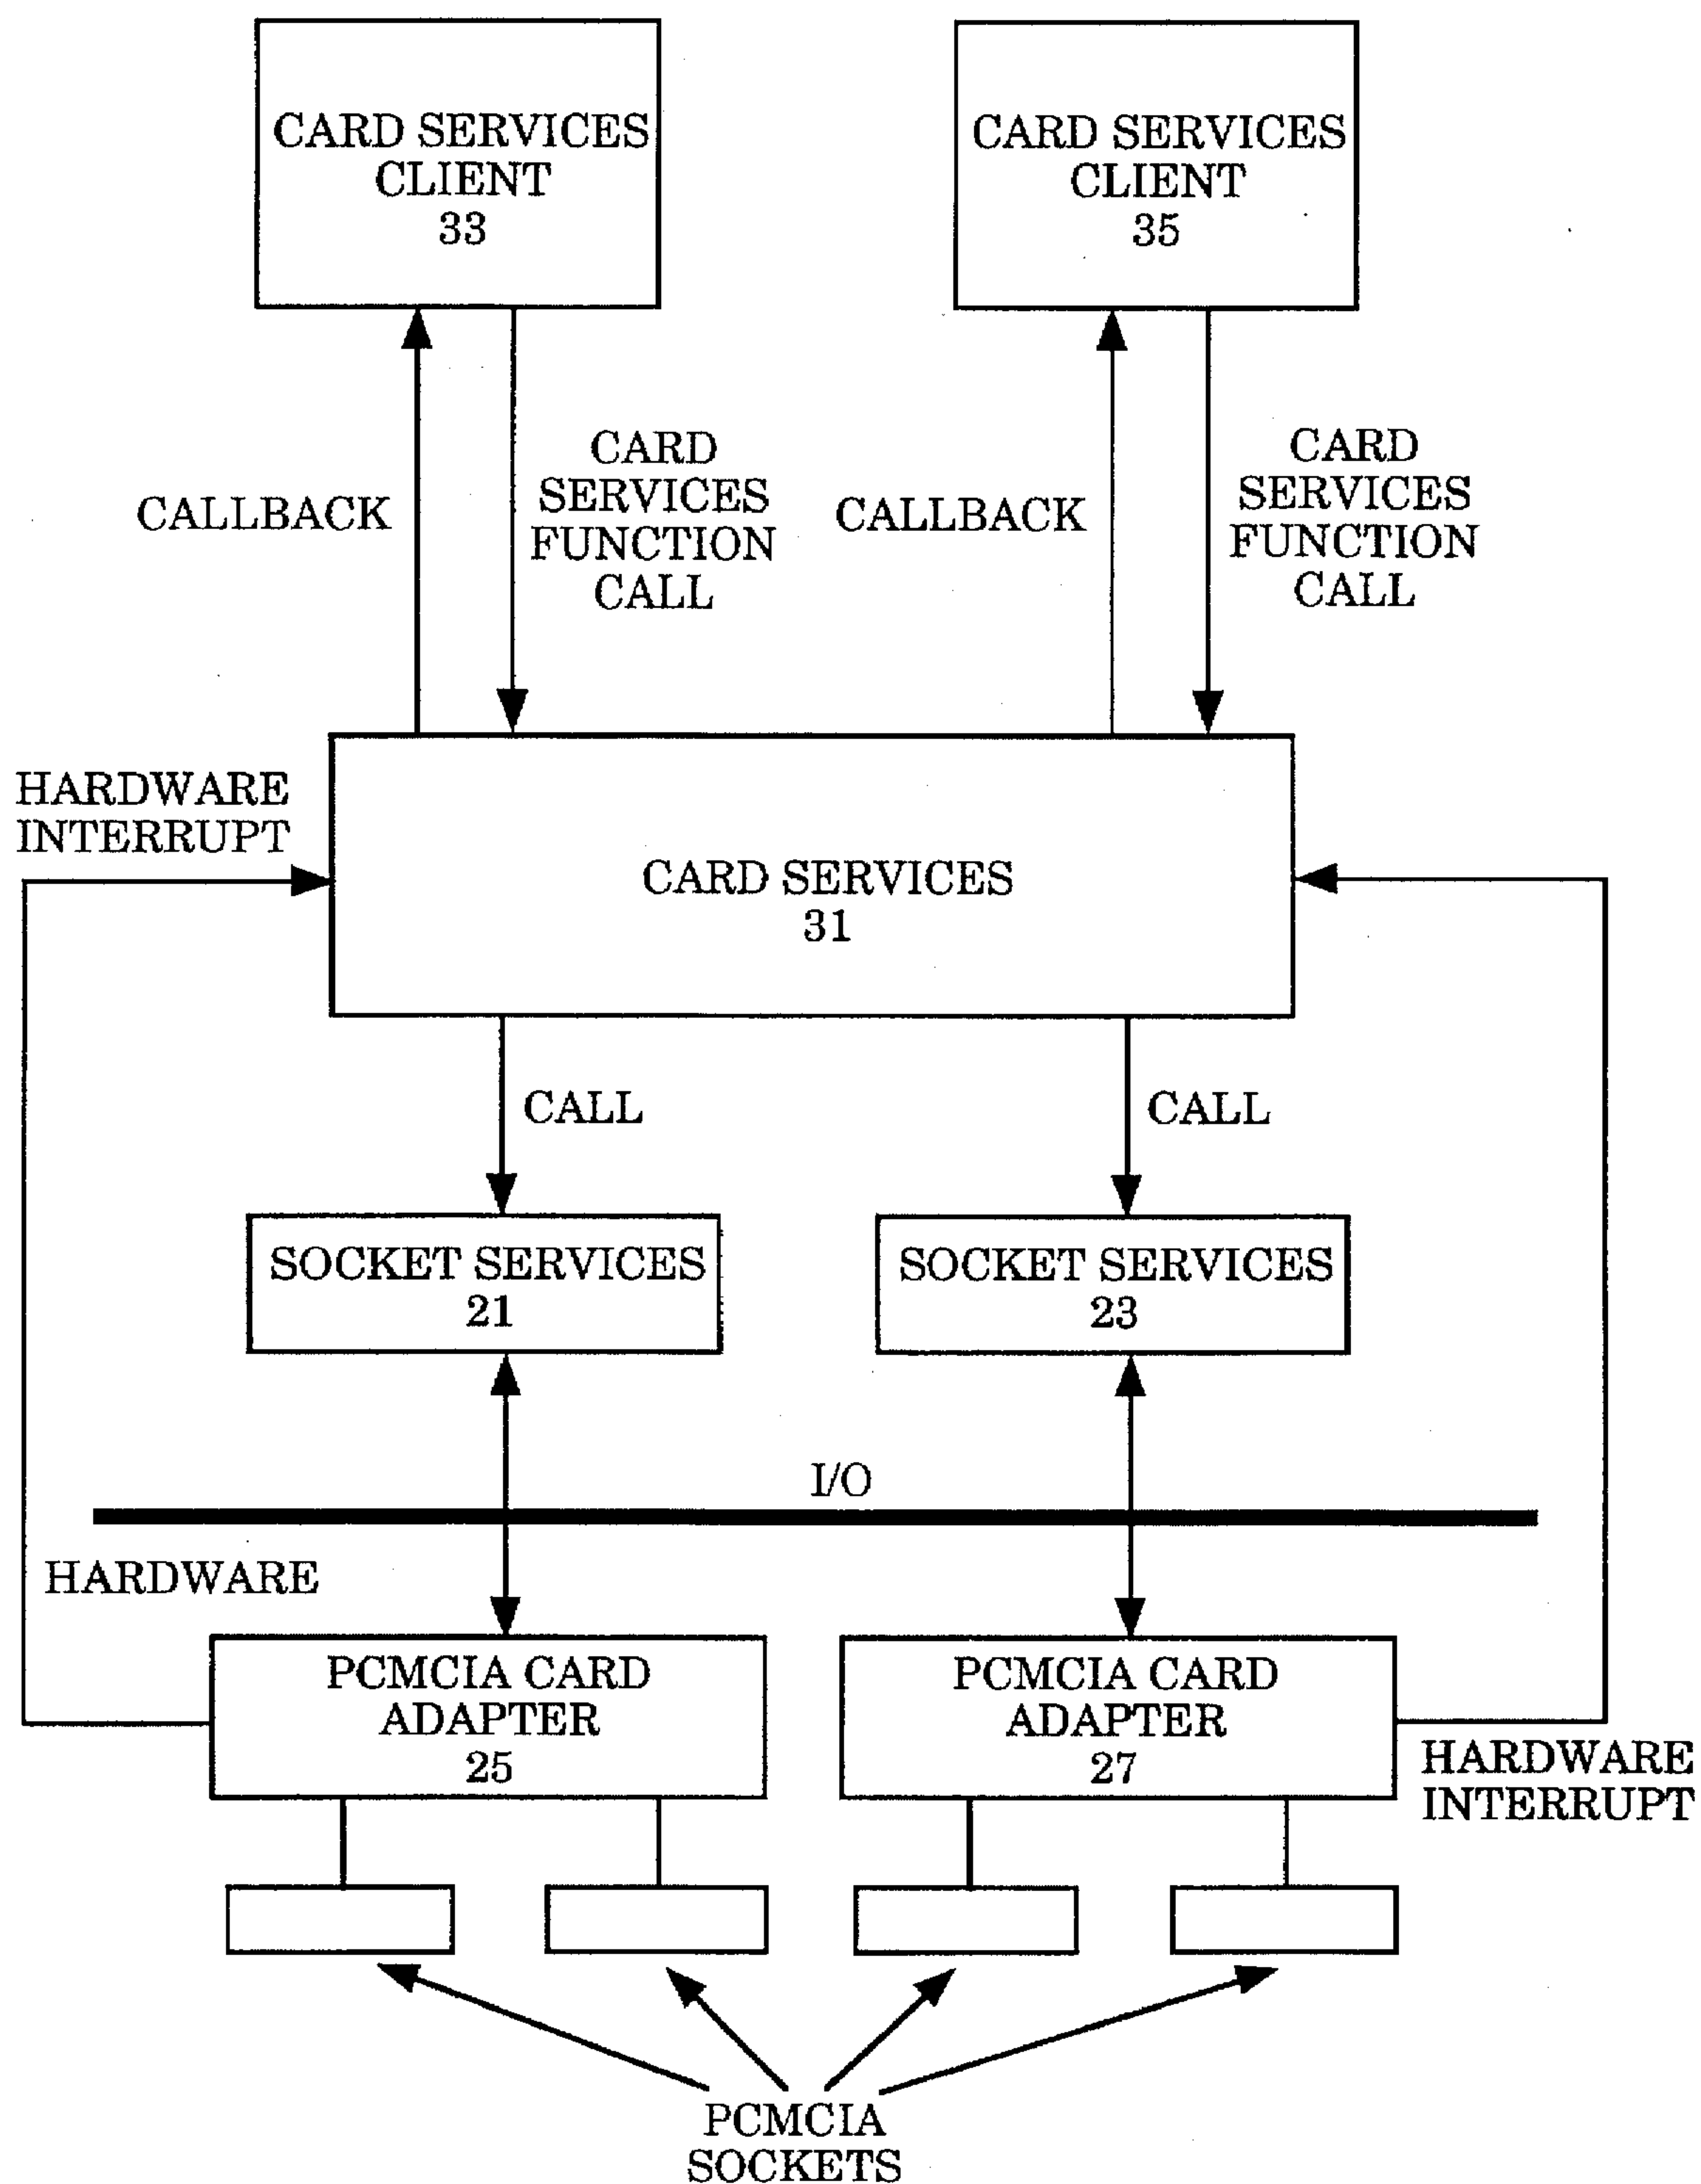 CARD SERVICES
CLIENT
33
CARD SERVICES
CLIENT
35
CALLBACK
CARD
SERVICES
FUNCTION
CALL
CALLBACK
CARD
SERVICES
FUNCTION
CALL
HARDWARE
INTERRUPT
CARD SERVICES
31
CALL
CALL
SOCKET SERVICES
21
SOCKET SERVICES
23
I/O
HARDWARE
PCMCIA CARD
ADAPTER
25
PCMCIA CARD
ADAPTER
27
HARDWARE
INTERRUPT
PCMCIA
SOCKETS